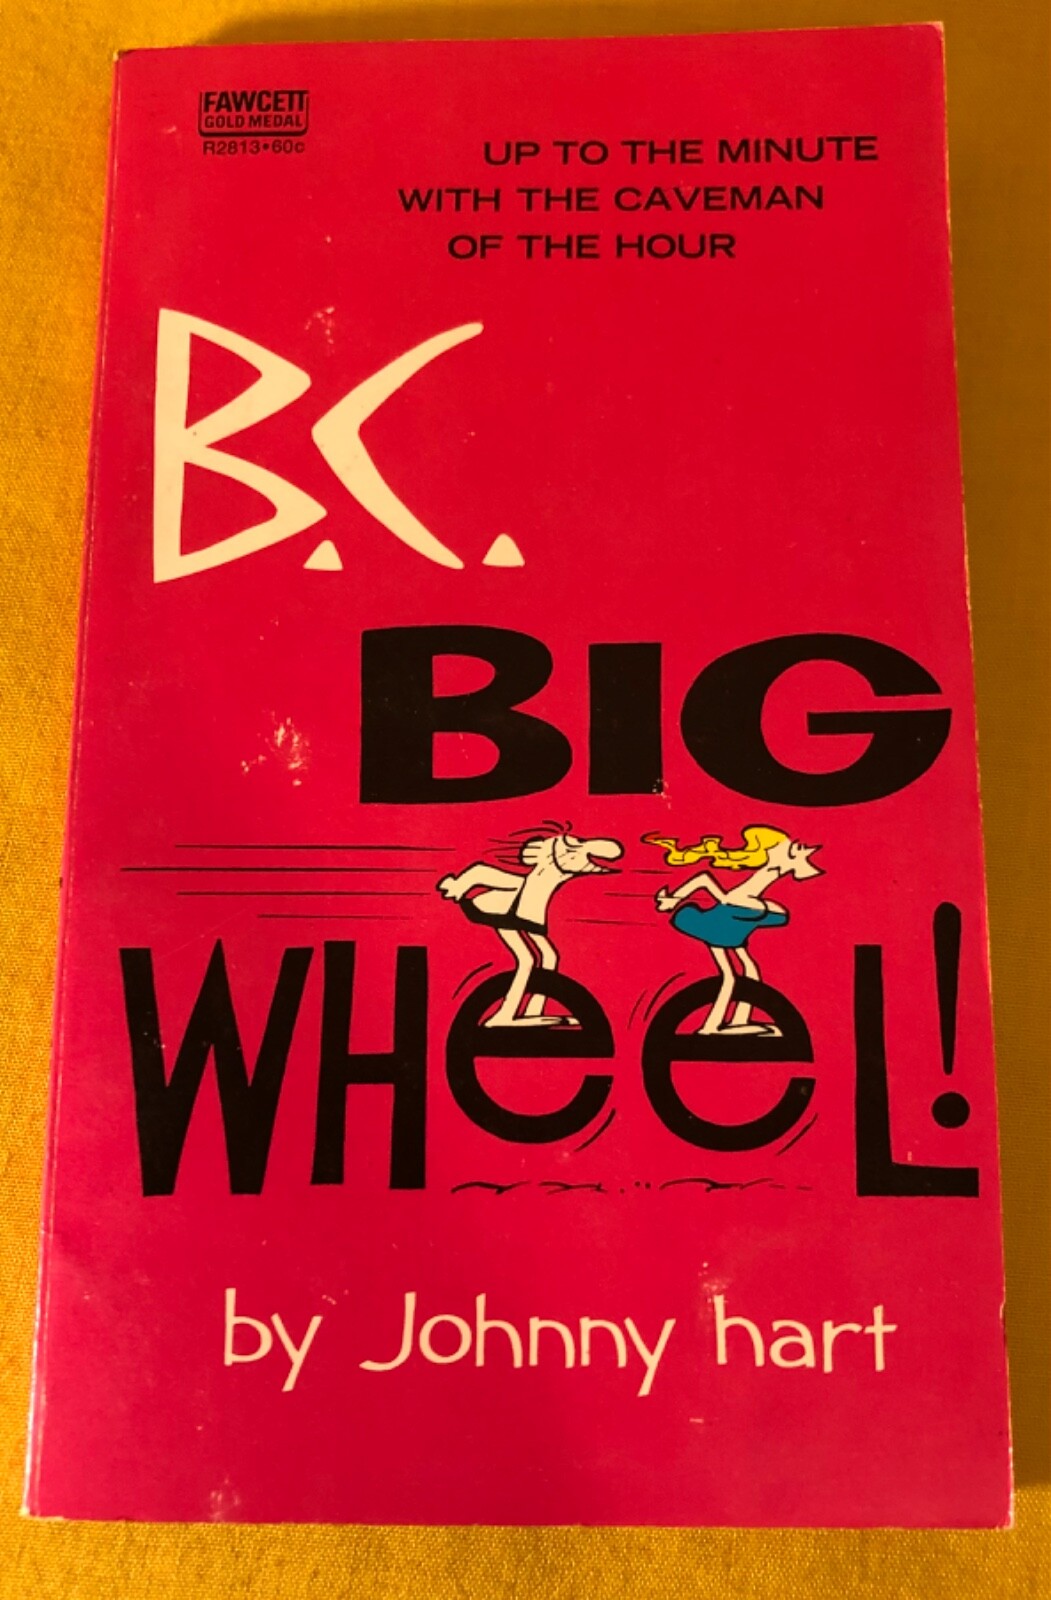 FAWCETT
GOLD MEDAL
R2813•60c
UP TO THE MINUTE
WITH THE CAVEMAN
OF THE HOUR
B.C.
BIG
WHeeL!
by Johnny hart